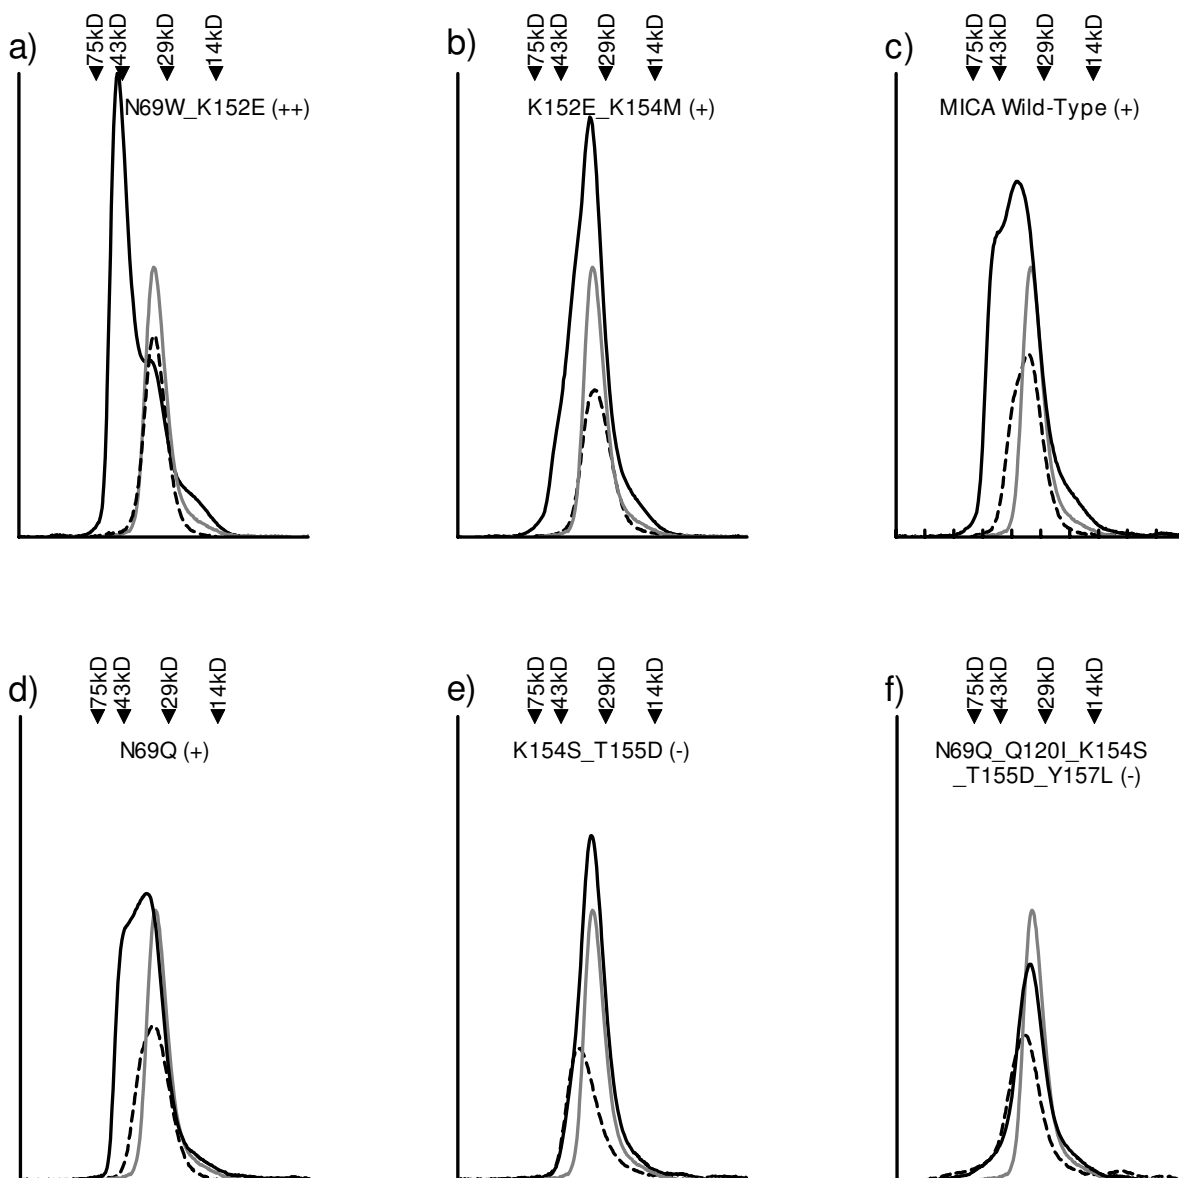 a)
75kD
43kD
29kD
14kD
N69W_K152E (++)
b)
75kD
43kD
29kD
14kD
K152E_K154M (+)
c)
75kD
43kD
29kD
14kD
MICA Wild-Type (+)
d)
75kD
43kD
29kD
14kD
N69Q (+)
e)
75kD
43kD
29kD
14kD
K154S_T155D (-)
f)
75kD
43kD
29kD
14kD
N69Q_Q120I_K154S
_T155D_Y157L (-)